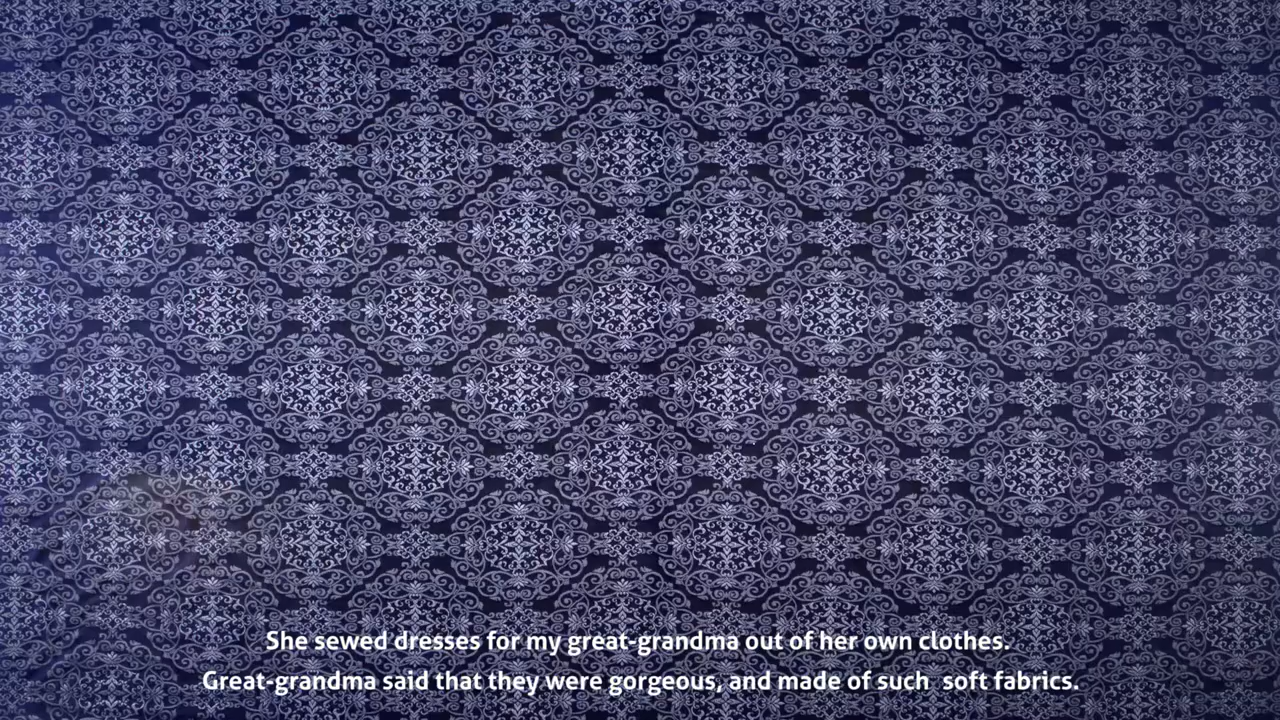 She sewed dresses for my great-grandma out of her own clothes.
Great-grandma said that they were gorgeous, and made of such  soft fabrics.